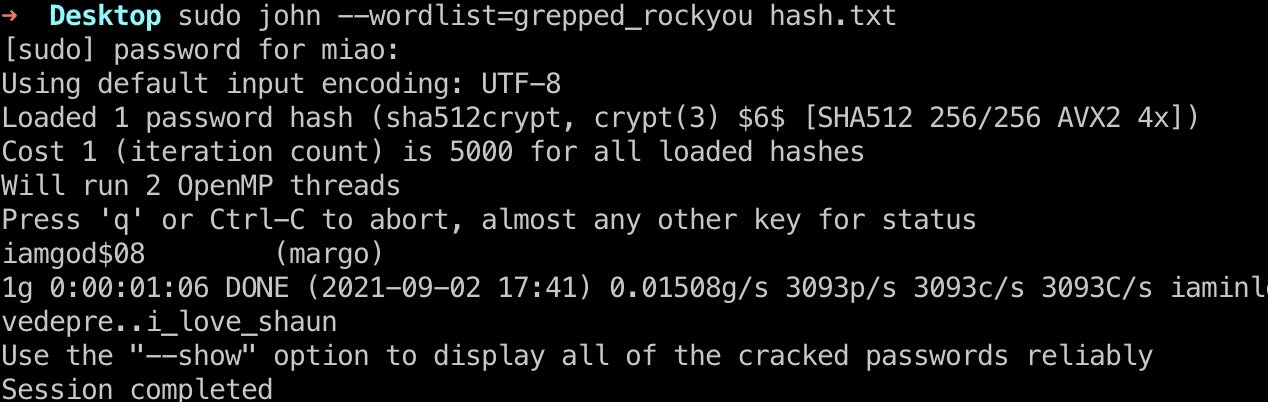 → Desktop sudo john --wordlist=grepped_rockyou hash.txt
[sudo] password for miao:
Using default input encoding: UTF-8
Loaded 1 password hash (sha512crypt, crypt(3) $6$ [SHA512 256/256 AVX2 4x])
Cost 1 (iteration count) is 5000 for all loaded hashes
Will run 2 OpenMP threads
Press 'q' or Ctrl-C to abort, almost any other key for status
iamgod$08        (margo)
1g 0:00:01:06 DONE (2021-09-02 17:41) 0.01508g/s 3093p/s 3093c/s 3093C/s iaminlo
vedepre..i_love_shaun
Use the "--show" option to display all of the cracked passwords reliably
Session completed